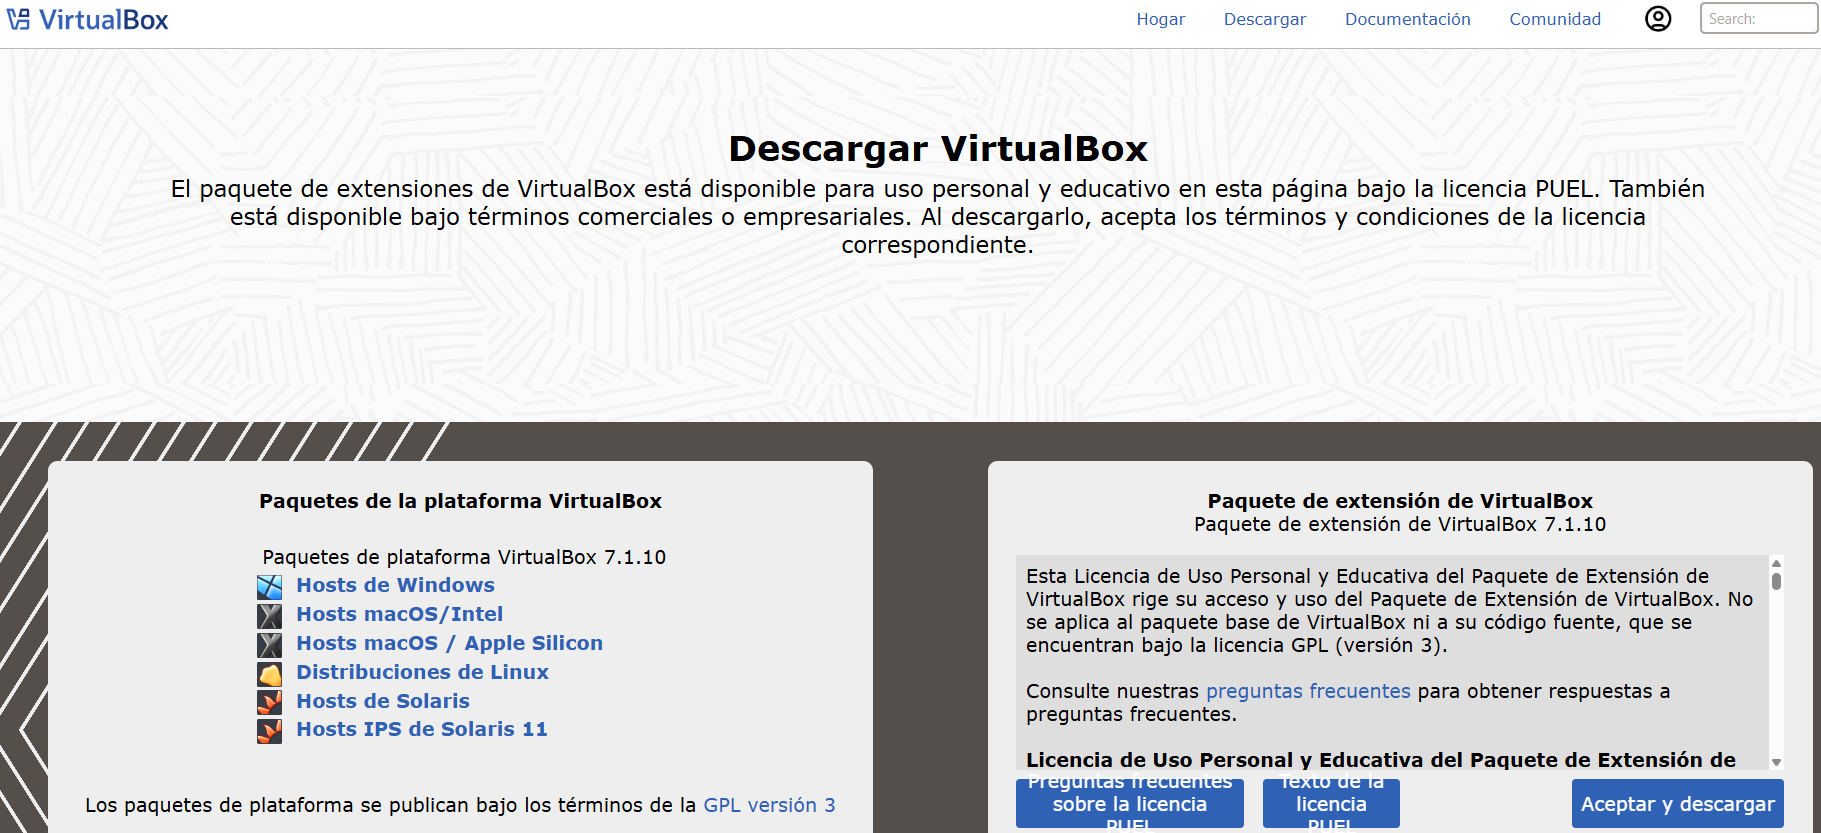 VirtualBox
Hogar
Descargar
Documentación
Comunidad
Search:
Descargar VirtualBox
El paquete de extensiones de VirtualBox está disponible para uso personal y educativo en esta página bajo la licencia PUEL. También
está disponible bajo términos comerciales o empresariales. Al descargarlo, acepta los términos y condiciones de la licencia
correspondiente.
Paquetes de la plataforma VirtualBox
Paquetes de plataforma VirtualBox 7.1.10
Hosts de Windows
Hosts macOS/Intel
Hosts macOS / Apple Silicon
Distribuciones de Linux
Hosts de Solaris
Hosts IPS de Solaris 11
Los paquetes de plataforma se publican bajo los términos de la GPL versión 3
Paquete de extensión de VirtualBox
Paquete de extensión de VirtualBox 7.1.10
Esta Licencia de Uso Personal y Educativa del Paquete de Extensión de
VirtualBox rige su acceso y uso del Paquete de Extensión de VirtualBox. No
se aplica al paquete base de VirtualBox ni a su código fuente, que se
encuentran bajo la licencia GPL (versión 3).
Consulte nuestras preguntas frecuentes para obtener respuestas a
preguntas frecuentes.
Licencia de Uso Personal y Educativa del Paquete de Extensión de
Preguntas frecuentes
sobre la licencia
PUEL
Texto de la
licencia
PUEL
Aceptar y descargar